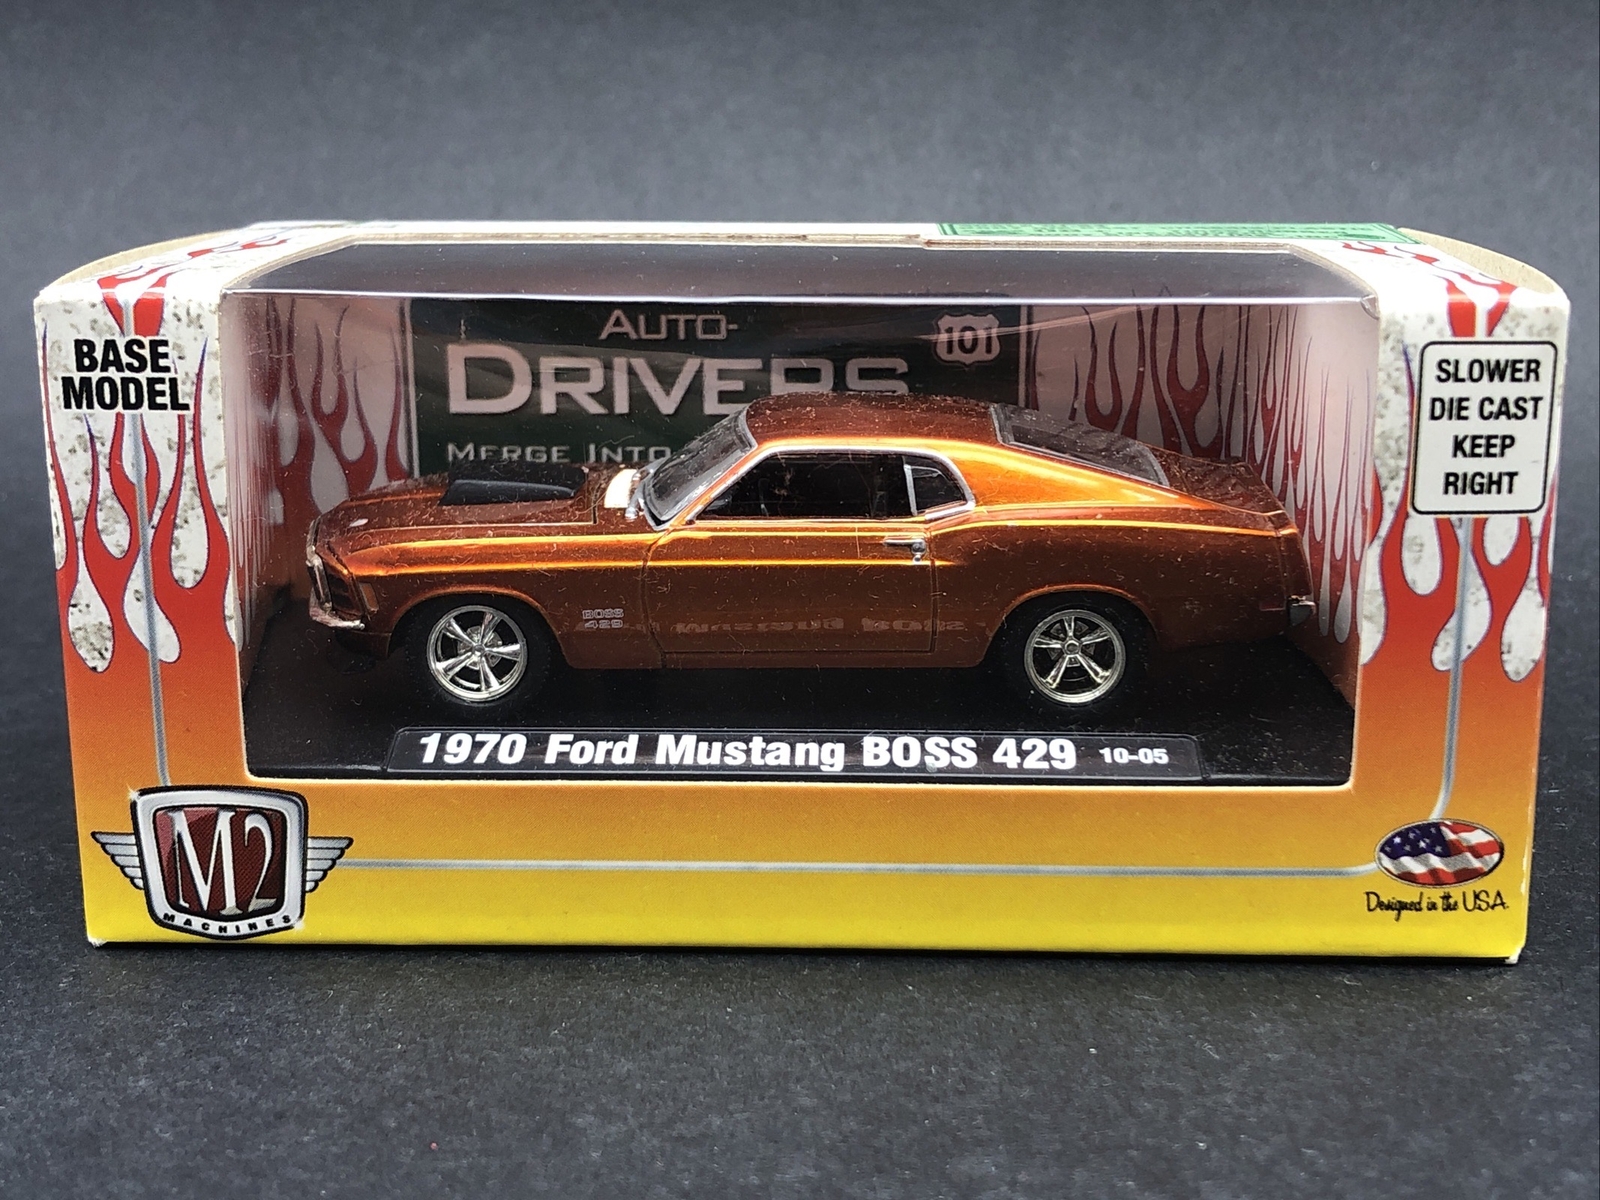 AUTO-
DRIVERS
101
MERGE INTO
BASE
MODEL
SLOWER
DIE CAST
KEEP
RIGHT
BOSS
429
1970 Ford Mustang BOSS 429 10-05
M2
MACHINES
Designed in the U.S.A.